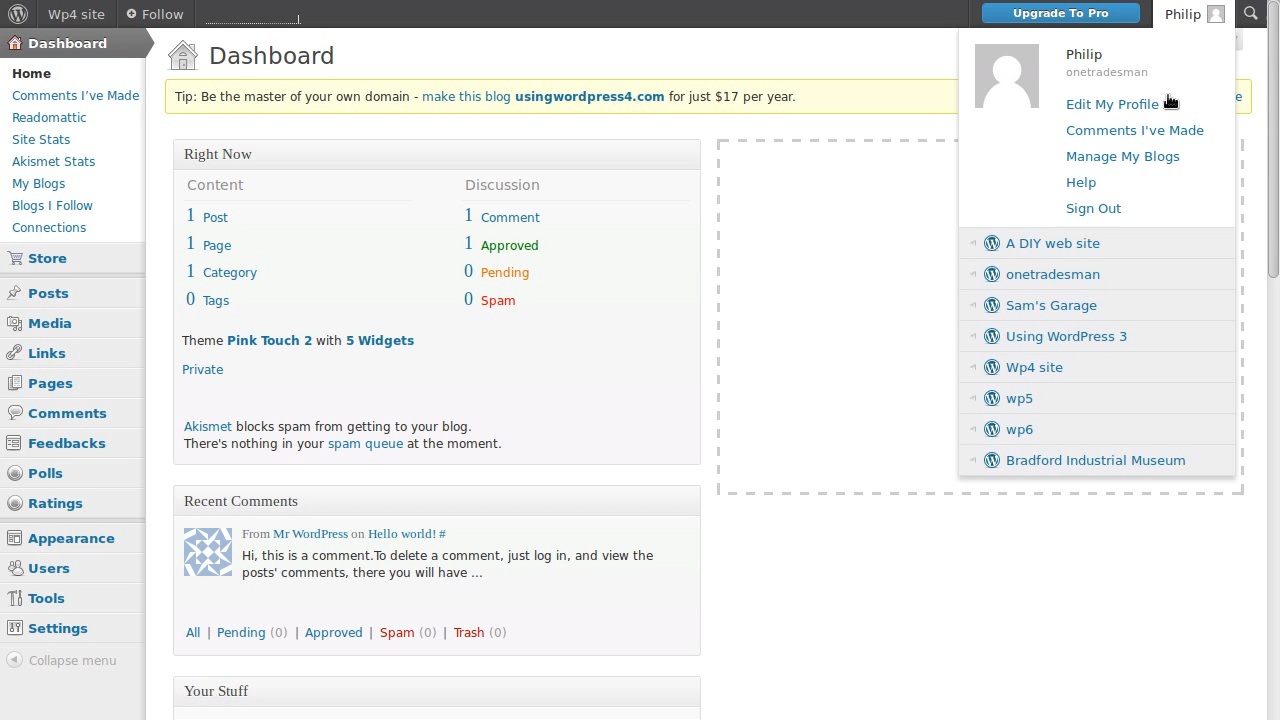 Wp4 site
Follow
Upgrade To Pro
Philip
Dashboard
Home
Comments I've Made
Readomattic
Site Stats
Akismet Stats
My Blogs
Blogs I Follow
Connections
Store
Posts
Media
Links
Pages
Comments
Feedbacks
Polls
Ratings
Appearance
Users
Tools
Settings
Collapse menu
Dashboard
Tip: Be the master of your own domain - make this blog usingwordpress4.com for just $17 per year.
Right Now
Content
1 Post
1 Page
1 Category
0 Tags
Discussion
1 Comment
1 Approved
0 Pending
0 Spam
Theme Pink Touch 2 with 5 Widgets
Private
Akismet blocks spam from getting to your blog.
There's nothing in your spam queue at the moment.
Recent Comments
From Mr WordPress on Hello world! #
Hi, this is a comment.To delete a comment, just log in, and view the
posts' comments, there you will have ...
All | Pending (0) | Approved | Spam (0) | Trash (0)
Your Stuff
Philip
onetradesman
Edit My Profile
Comments I've Made
Manage My Blogs
Help
Sign Out
A DIY web site
onetradesman
Sam's Garage
Using WordPress 3
Wp4 site
wp5
wp6
Bradford Industrial Museum